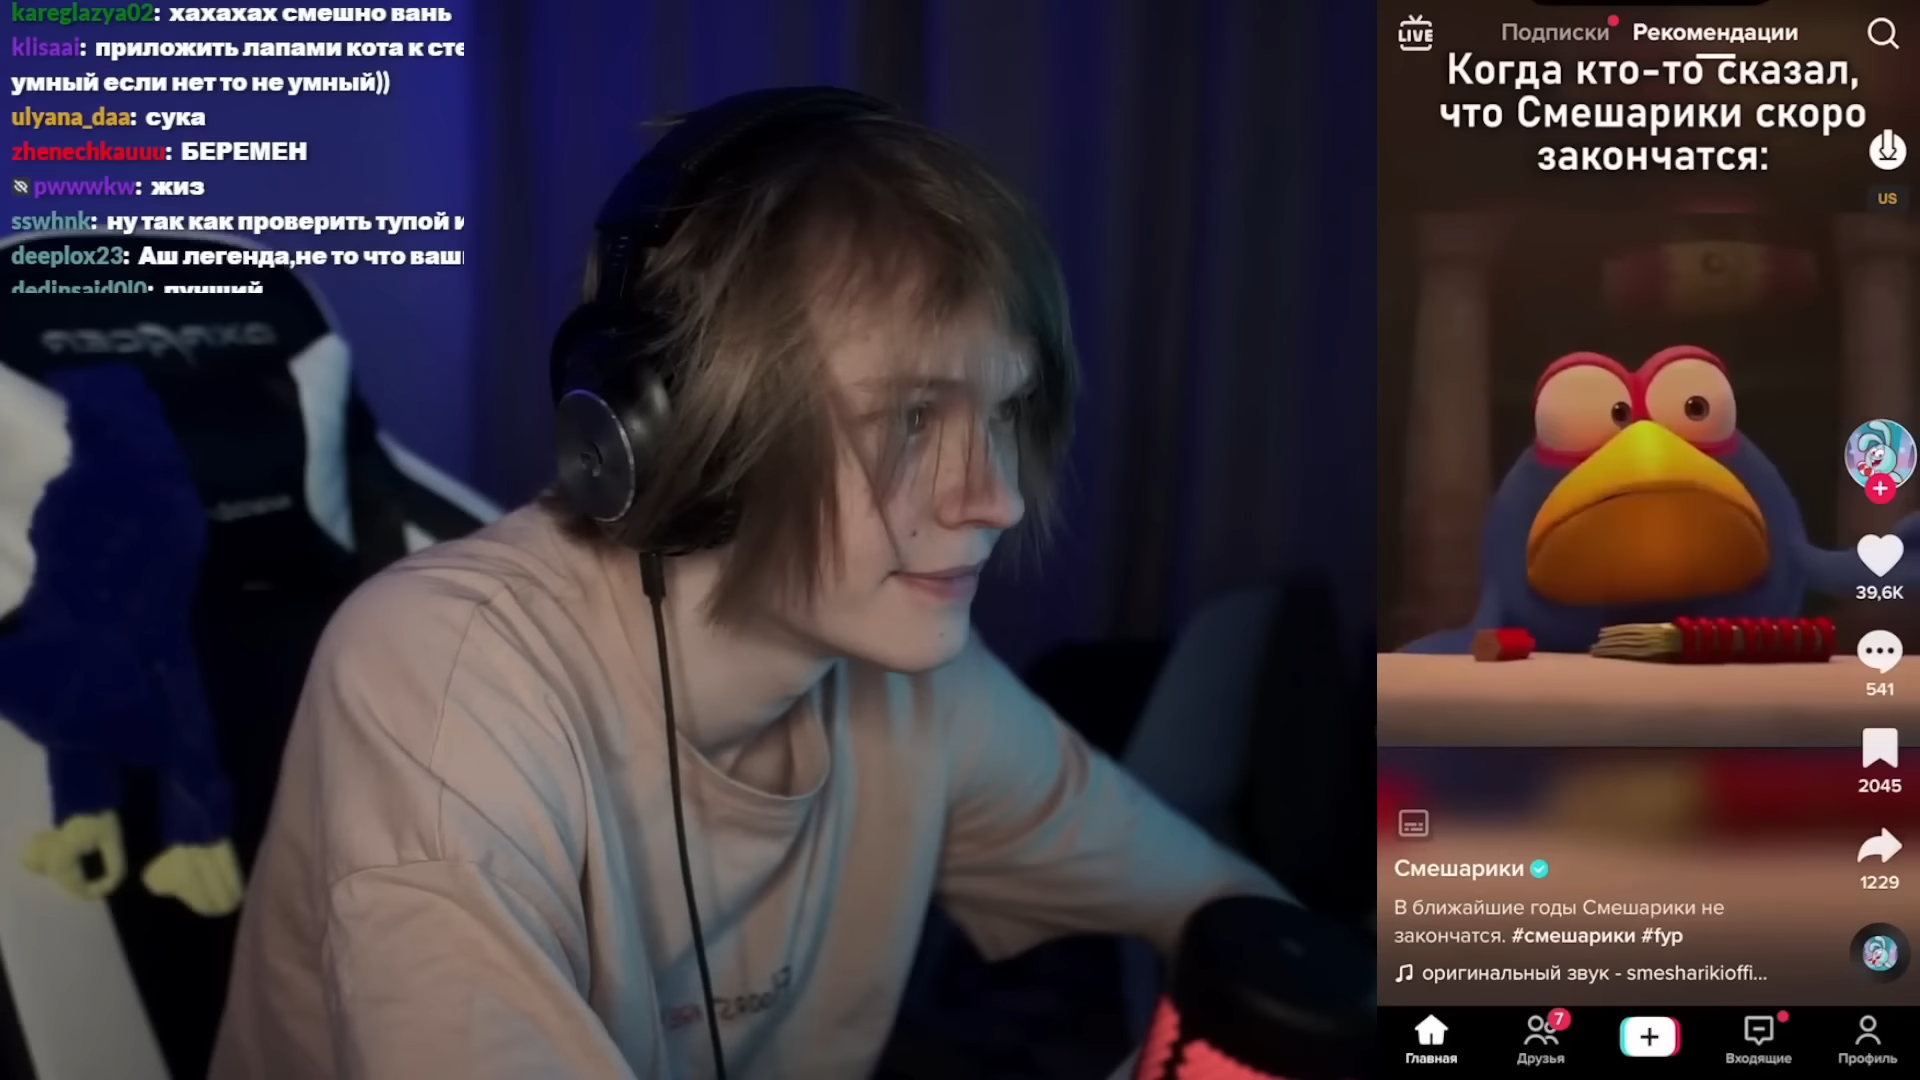 kareglazya02: хахахах смешно вань
klisaai: приложить лапами кота к сте
умный если нет то не умный))
ulyana_daa: сука
zhenechkauuu: БЕРЕМЕН
pwwwkw: жиз
sswhnk: ну так как проверить тупой и
deeplox23: Аш легенда,не то что ваш
dedinsaid0l0: лучший
LIVE
Подписки Рекомендации
Когда кто-то сказал,
что Смешарики скоро
закончатся:
US
39,6K
541
2045
1229
Смешарики
В ближайшие годы Смешарики не
закончатся. #смешарики #fyp
оригинальный звук - smesharikioffi...
7
Главная
Друзья
Входящие
Профиль